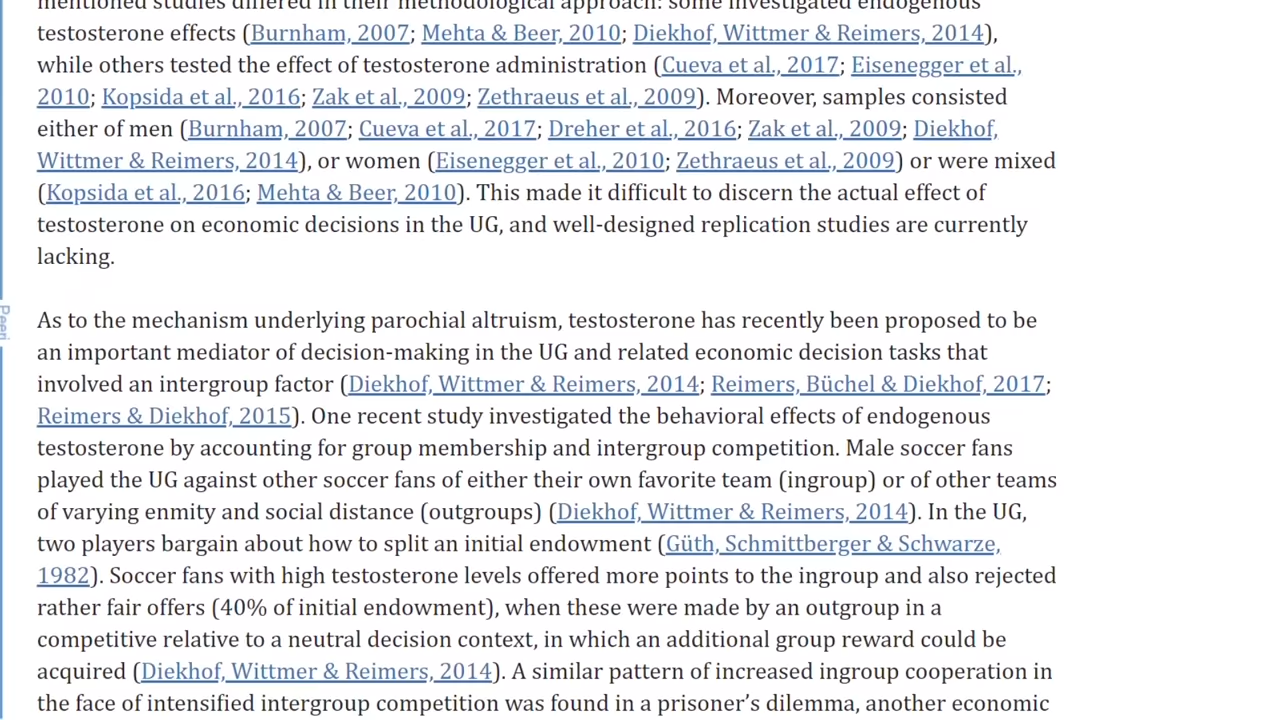 mentioned studies differed in their methodological approach: some investigated endogenous
testosterone effects (Burnham, 2007; Mehta & Beer, 2010; Diekhof, Wittmer & Reimers, 2014),
while others tested the effect of testosterone administration (Cueva et al., 2017; Eisenegger et al.,
2010; Kopsida et al., 2016; Zak et al., 2009; Zethraeus et al., 2009). Moreover, samples consisted
either of men (Burnham, 2007; Cueva et al., 2017; Dreher et al., 2016; Zak et al., 2009; Diekhof,
Wittmer & Reimers, 2014), or women (Eisenegger et al., 2010; Zethraeus et al., 2009) or were mixed
(Kopsida et al., 2016; Mehta & Beer, 2010). This made it difficult to discern the actual effect of
testosterone on economic decisions in the UG, and well-designed replication studies are currently
lacking.
As to the mechanism underlying parochial altruism, testosterone has recently been proposed to be
an important mediator of decision-making in the UG and related economic decision tasks that
involved an intergroup factor (Diekhof, Wittmer & Reimers, 2014; Reimers, Büchel & Diekhof, 2017;
Reimers & Diekhof, 2015). One recent study investigated the behavioral effects of endogenous
testosterone by accounting for group membership and intergroup competition. Male soccer fans
played the UG against other soccer fans of either their own favorite team (ingroup) or of other teams
of varying enmity and social distance (outgroups) (Diekhof, Wittmer & Reimers, 2014). In the UG,
two players bargain about how to split an initial endowment (Güth, Schmittberger & Schwarze,
1982). Soccer fans with high testosterone levels offered more points to the ingroup and also rejected
rather fair offers (40% of initial endowment), when these were made by an outgroup in a
competitive relative to a neutral decision context, in which an additional group reward could be
acquired (Diekhof, Wittmer & Reimers, 2014). A similar pattern of increased ingroup cooperation in
the face of intensified intergroup competition was found in a prisoner's dilemma, another economic